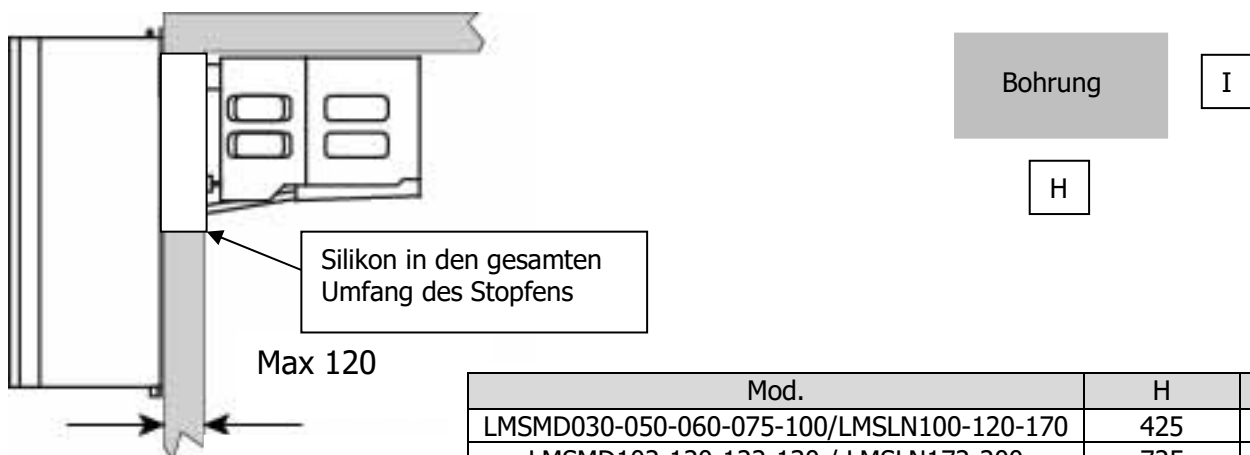 Bohrung
I
H
Silikon in den gesamten
Umfang des Stopfens
Max 120
Mod. H
LMSMD030-050-060-075-100/LMSLN100-120-170 425